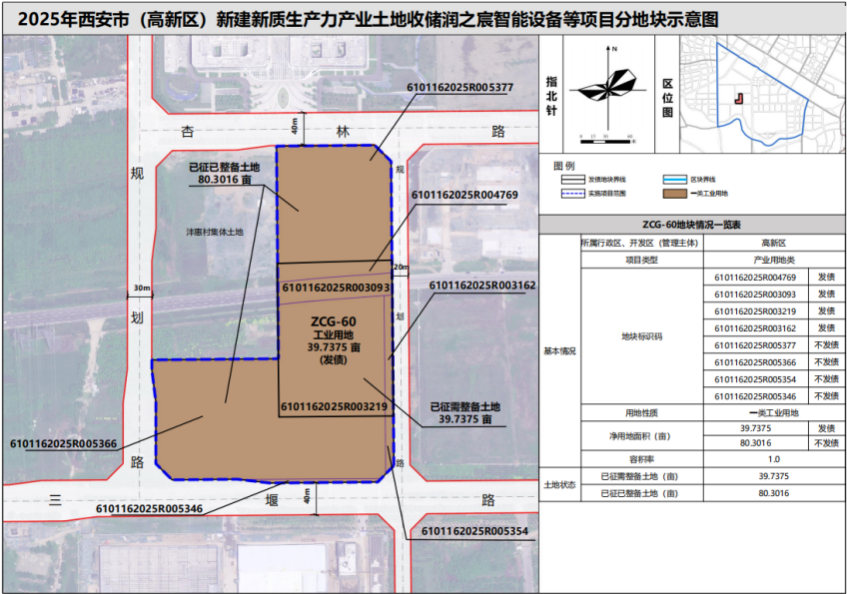 2025年西安市（高新区）新建新质生产力产业土地收储润之宸智能设备等项目分地块示意图
6101162025R005377
40m
杏 林 路
规 划 路
已征已整备土地
80.3016 亩
沣惠村集体土地
规 划 路
6101162025R004769
20m
6101162025R003093
6101162025R003162
30m
ZCG-60
工业用地
39.7375 亩
(发债)
6101162025R003219
已征需整备土地
39.7375 亩
6101162025R005366
三 堰 路
40m
6101162025R005346
6101162025R005354
指北针
N
区位图
图 例
发债地块界线
区块界线
实施项目范围
一类工业用地
ZCG-60地块情况一览表
基本情况
所属行政区、开发区（管理主体） 高新区
项目类型 产业用地类
地块标识码
6101162025R004769 发债
6101162025R003093 发债
6101162025R003219 发债
6101162025R003162 发债
6101162025R005377 不发债
6101162025R005366 不发债
6101162025R005354 不发债
6101162025R005346 不发债
用地性质 一类工业用地
净用地面积（亩）
39.7375 发债
80.3016 不发债
容积率 1.0
土地状态
已征需整备土地（亩） 39.7375
已征已整备土地（亩） 80.3016